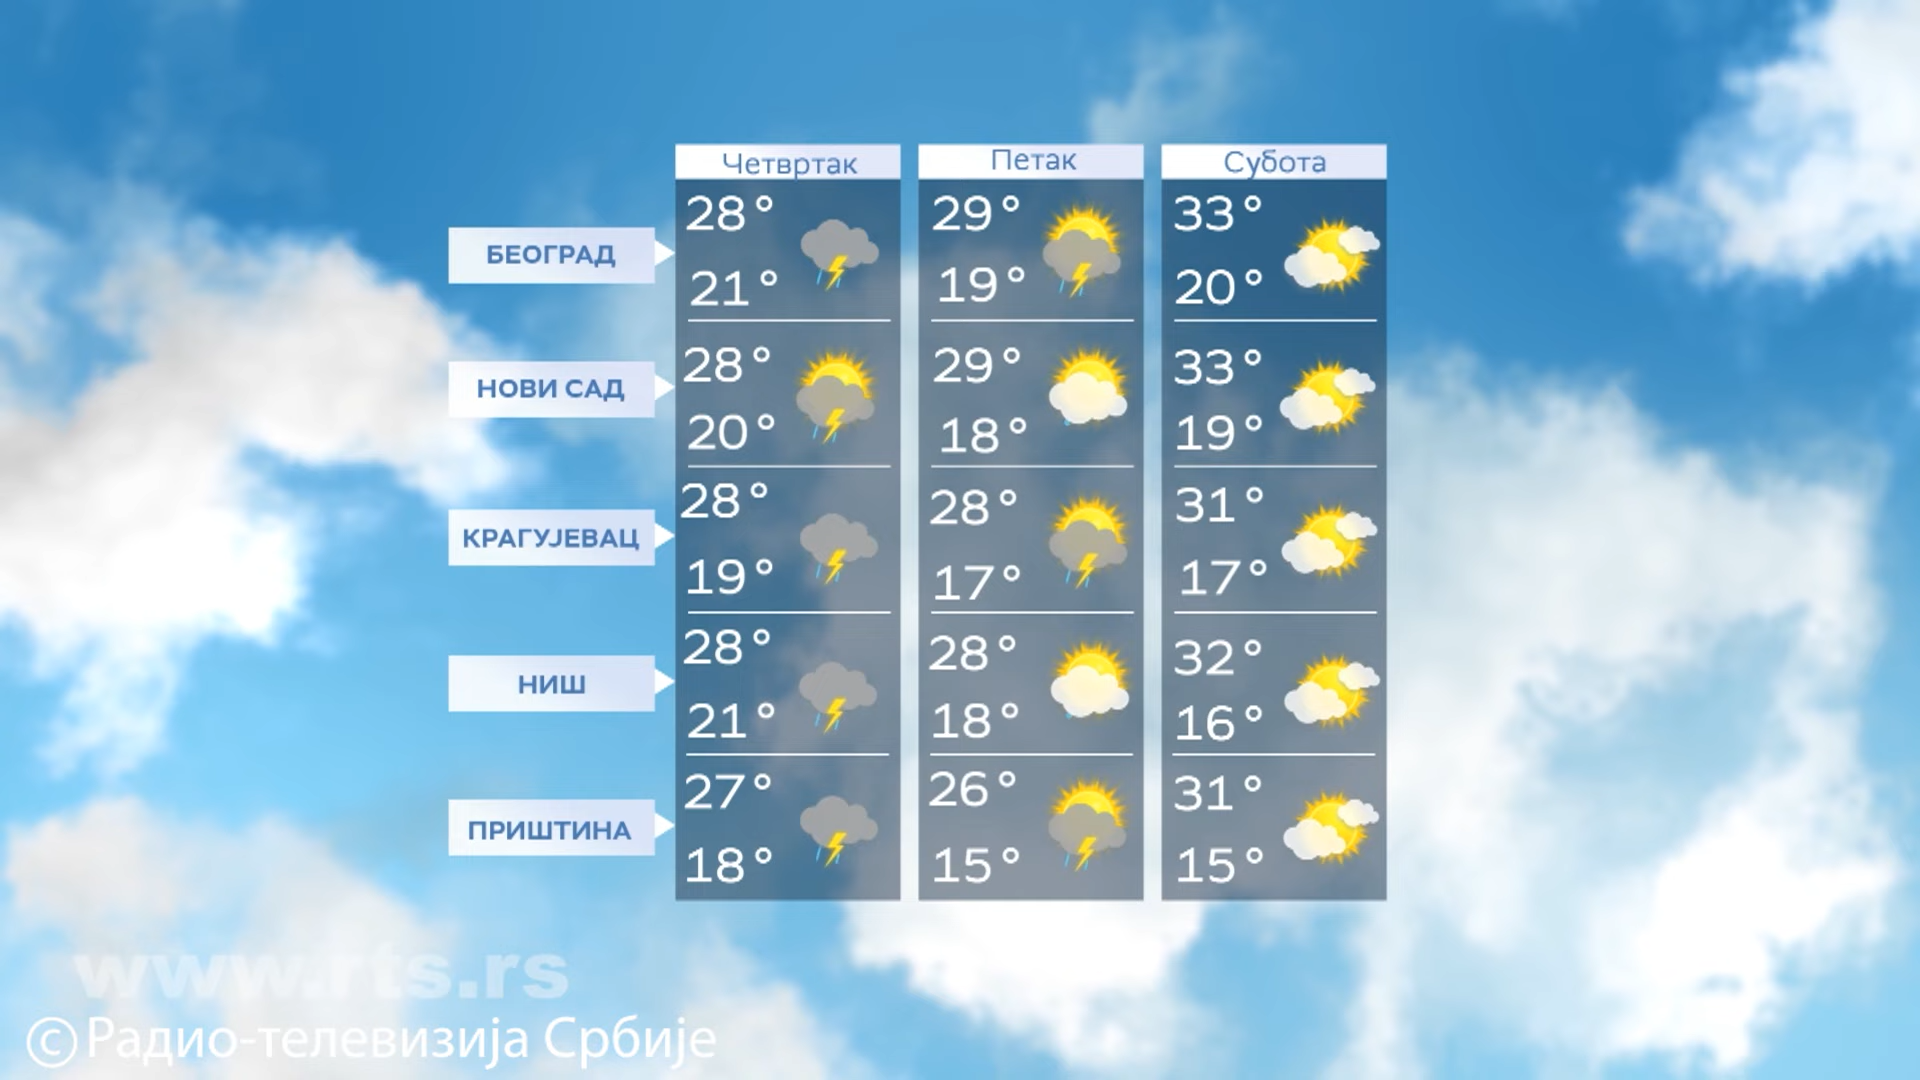 Четвртак Петак Субота
БЕОГРАД 28° 29° 33°
21° 19° 20°
НОВИ САД 28° 29° 33°
20° 18° 19°
КРАГУЈЕВАЦ 28° 28° 31°
19° 17° 17°
НИШ 28° 28° 32°
21° 18° 16°
ПРИШТИНА 27° 26° 31°
18° 15° 15°
www.rts.rs
©Радио-телевизија Србије